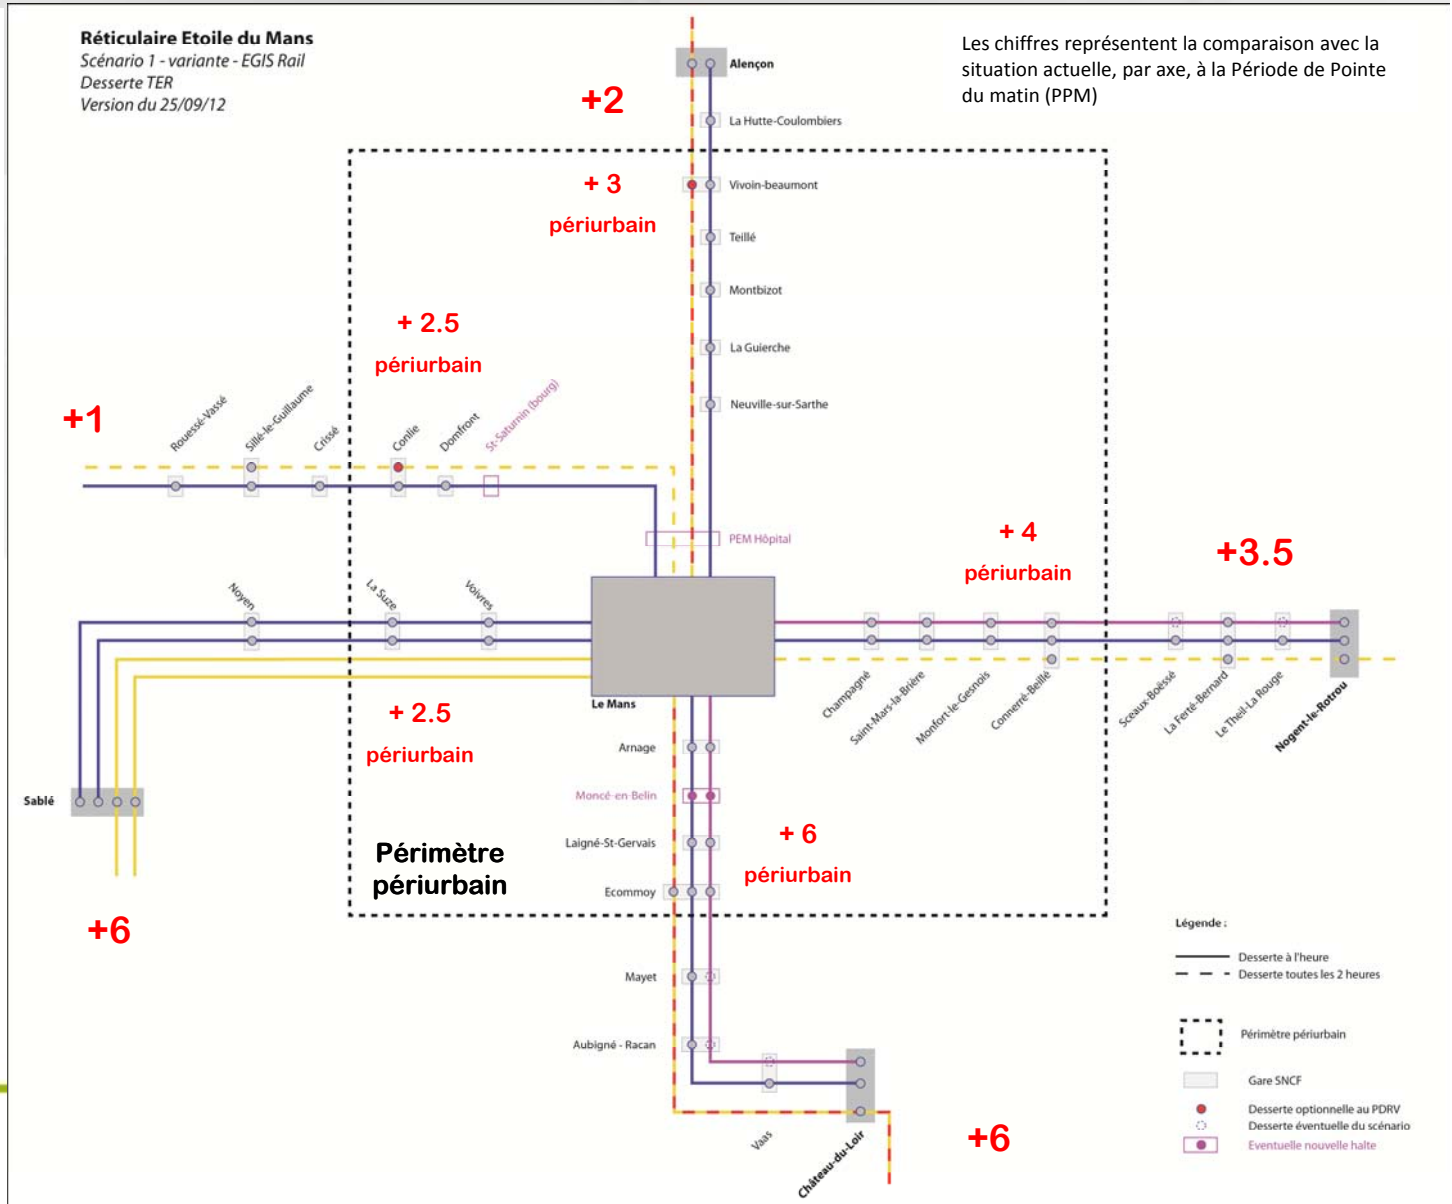 Réticulaire Etoile du Mans
Scénario 1 - variante - EGIS Rail
Desserte TER
Version du 25/09/12
Les chiffres représentent la comparaison avec la
situation actuelle, par axe, à la Période de Pointe
du matin (PPM)
Alençon
+2
La Hutte-Coulombiers
+ 3
périurbain
Vivoin-beaumont
Teillé
Montbizot
+ 2.5
périurbain
La Guierche
Neuville-sur-Sarthe
+1
Rouessé-Vassé
Sillé-le-Guillaume
Crissé
Conlie
Domfront
St-Saturnin (bourg)
PEM Hôpital
+ 4
périurbain
+3.5
Noyen
La Suze
Voivres
Le Mans
Champagné
Saint-Mars-la-Brière
Monfort-le-Gesnois
Connerré-Beillé
Sceaux-Boëssé
La Ferté-Bernard
Le Theil-La Rouge
Nogent-le-Rotrou
+ 2.5
périurbain
Arnage
Sablé
Moncé-en-Belin
Laigné-St-Gervais
+ 6
périurbain
Périmètre
périurbain
Ecommoy
+6
Mayet
Aubigné - Racan
Vaas
Château-du-Loir
+6
Légende :
Desserte à l'heure
Desserte toutes les 2 heures
Périmètre périurbain
Gare SNCF
Desserte optionnelle au PDRV
Desserte éventuelle du scénario
Eventuelle nouvelle halte